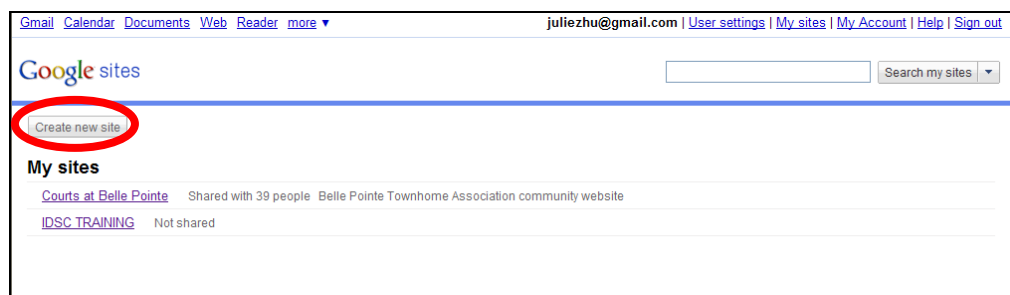 Gmail Calendar Documents Web Reader more ▼ juliezhu@gmail.com | User settings | My sites | My Account | Help | Sign out
Google sites Search my sites
Create new site
My sites
Courts at Belle Pointe Shared with 39 people Belle Pointe Townhome Association community website
IDSC TRAINING Not shared